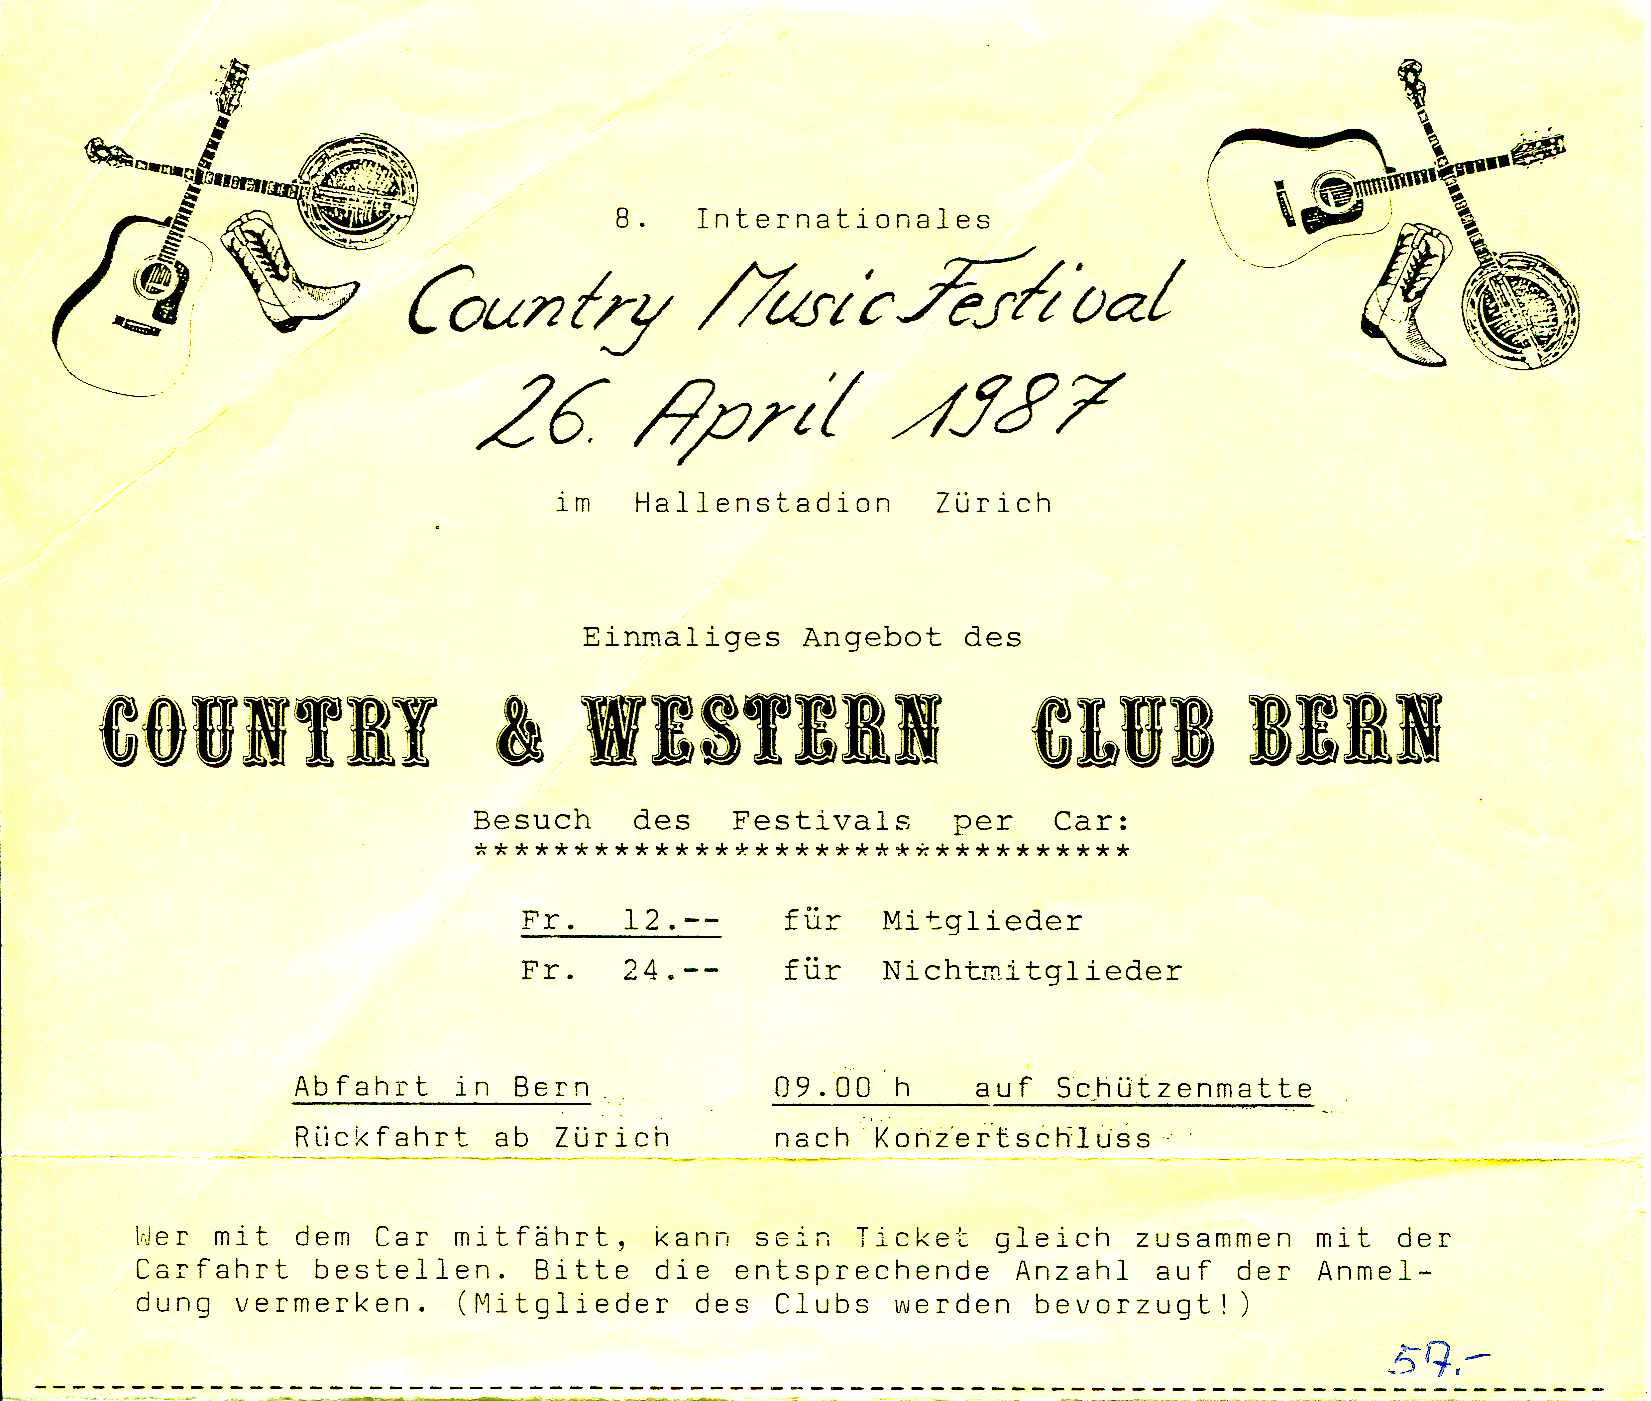 8. Internationales
Country Music Festival
26. April 1987
im Hallenstadion Zürich
Einmaliges Angebot des
COUNTRY & WESTERN CLUB BERN
Besuch des Festivals per Car:
*********************************
Fr. 12.-- für Mitglieder
Fr. 24.-- für Nichtmitglieder
Abfahrt in Bern 09.00 h auf Schützenmatte
Rückfahrt ab Zürich nach Konzertschluss
Wer mit dem Car mitfährt, kann sein Ticket gleich zusammen mit der
Carfahrt bestellen. Bitte die entsprechende Anzahl auf der Anmel-
dung vermerken. (Mitglieder des Clubs werden bevorzugt!)
57.-